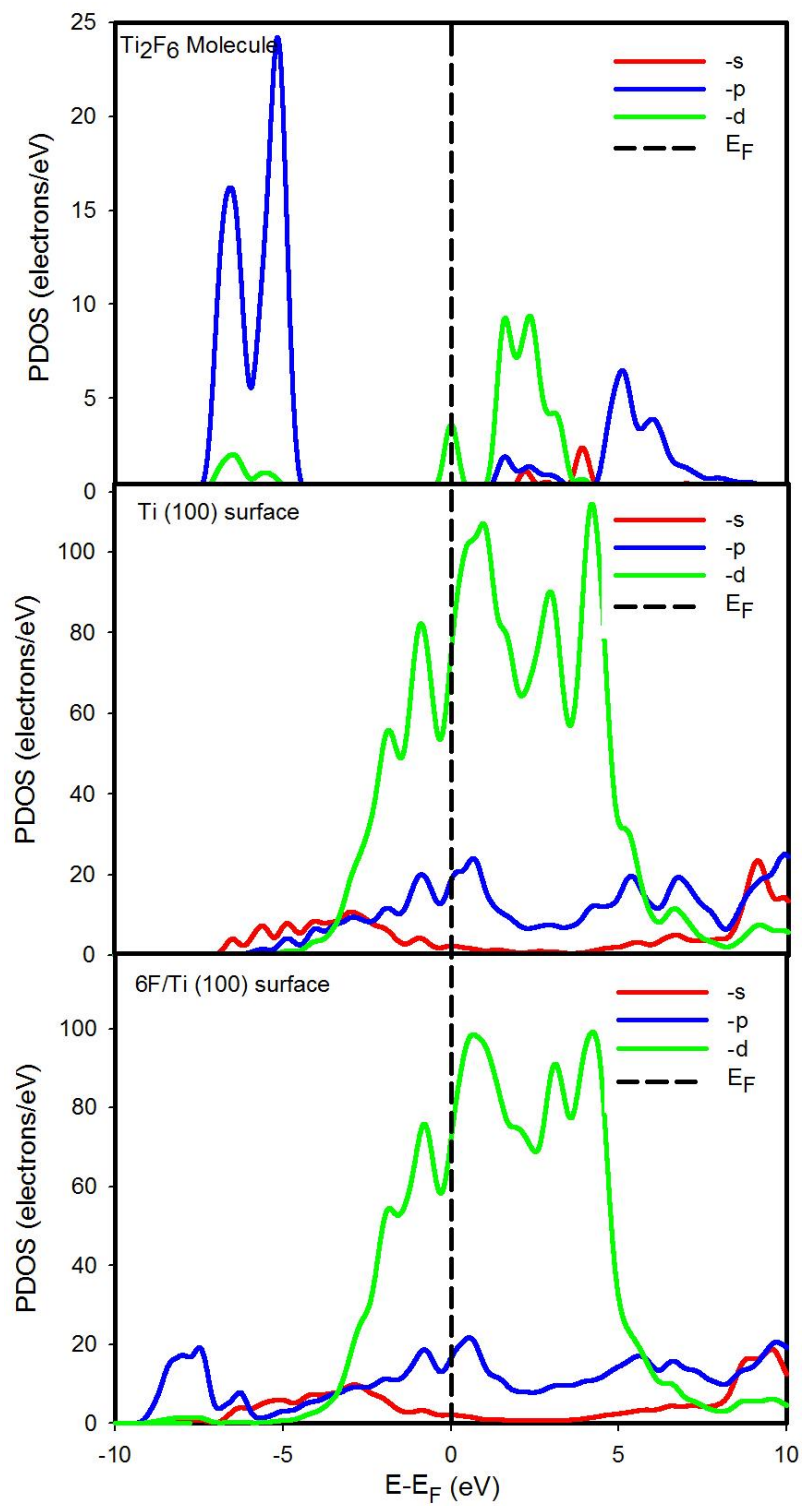 25
Ti2F6 Molecule
-s
-p
-d
EF
20
15
10
5
0
PDOS (electrons/eV)
Ti (100) surface
-s
-p
-d
EF
100
80
60
40
20
0
PDOS (electrons/eV)
6F/Ti (100) surface
-s
-p
-d
EF
100
80
60
40
20
0
PDOS (electrons/eV)
-10 -5 0 5 10
E-EF (eV)